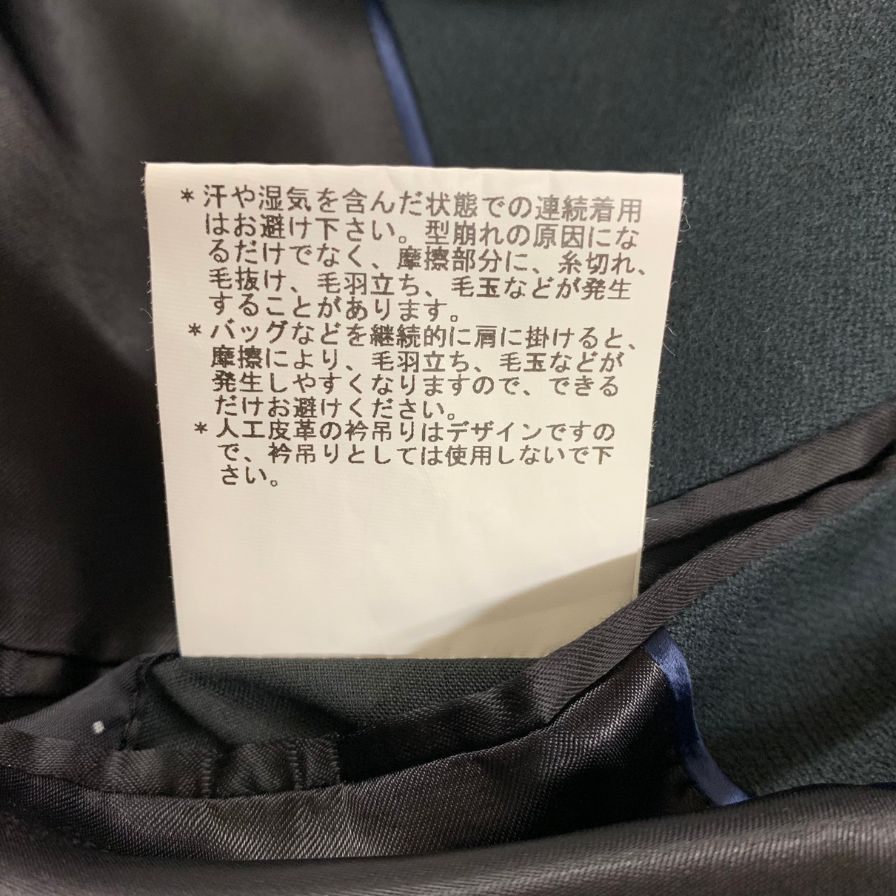 ＊汗や湿気を含んだ状態での連続着用
はお避け下さい。型崩れの原因にな
るだけでなく、摩擦部分に、糸切れ、
毛抜け、毛羽立ち、毛玉などが発生
することがあります。
＊バッグなどを継続的に肩に掛けると、
摩擦により、毛羽立ち、毛玉などが
発生しやすくなりますので、できる
だけお避けください。
＊人工皮革の衿吊りはデザインですの
で、衿吊りとしては使用しないで下
さい。